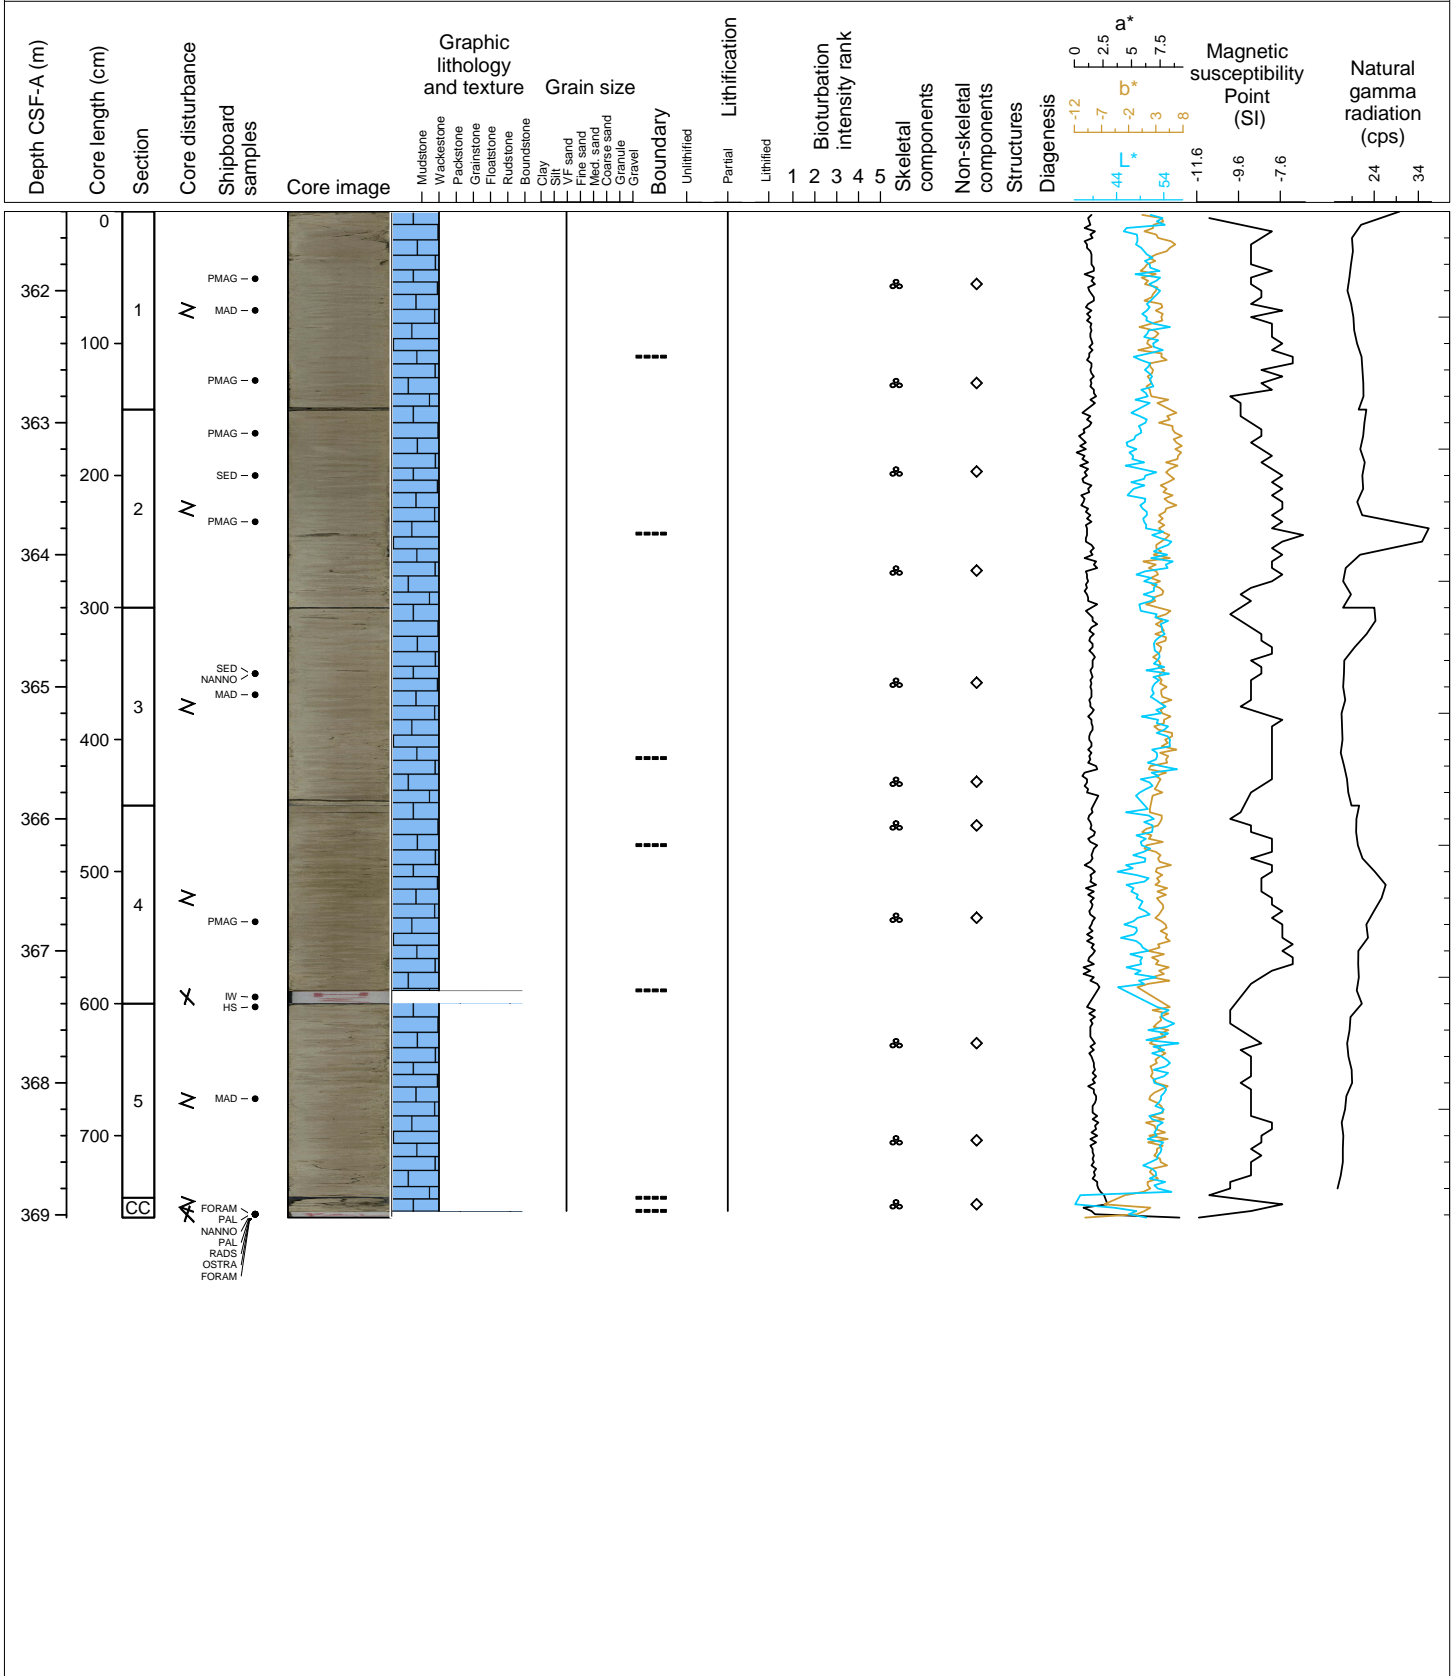 Depth CSF-A (m)
Core length (cm)
Section
Core disturbance
Shipboard
samples
Core image
Graphic
lithology
and texture
Mudstone
Wackestone
Packstone
Grainstone
Floatstone
Rudstone
Boundstone
Grain size
Clay
Silt
VF sand
Fine sand
Med. sand
Coarse sand
Granule
Gravel
Boundary
Lithification
Unlithified
Partial
Lithified
Bioturbation
intensity rank
1 2 3 4 5
Skeletal
components
Non-skeletal
components
Structures
Diagenesis
a*
0 2.5 5 7.5
b*
-12 -7 -2 3 8
L*
44 54
Magnetic
susceptibility
Point
(SI)
-11.6 -9.6 -7.6
Natural
gamma
radiation
(cps)
24 34
0
PMAG
362
1
MAD
100
PMAG
363
PMAG
200
SED
2
PMAG
364
300
SED
NANNO
365
MAD
3
400
366
500
4
PMAG
367
IW
600
HS
368
5
MAD
700
CC
369
FORAM
PAL
NANNO
PAL
RADS
OSTRA
FORAM